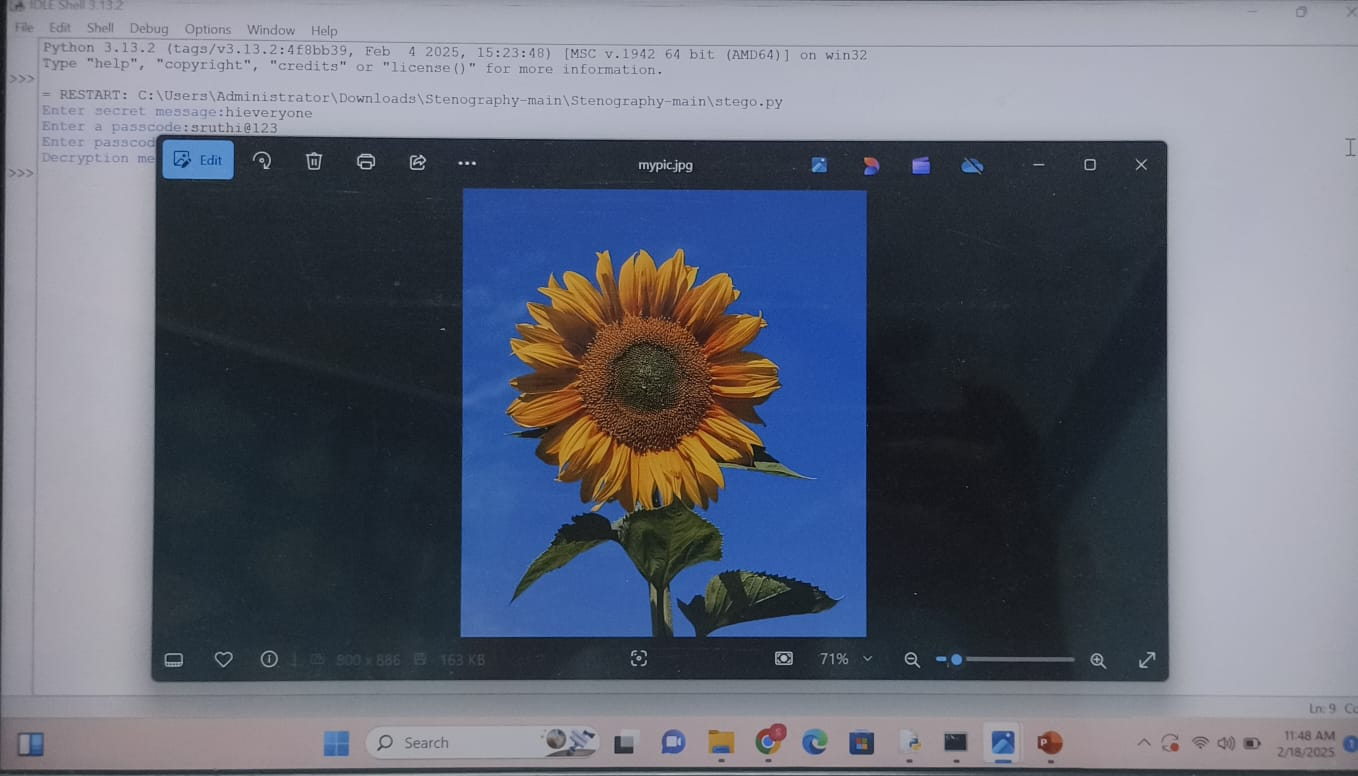 IDLE Shell 3.13.2
File Edit Shell Debug Options Window Help
Python 3.13.2 (tags/v3.13.2:4f8bb39, Feb 4 2025, 15:23:48) [MSC v.1942 64 bit (AMD64)] on win32
Type "help", "copyright", "credits" or "license()" for more information.
>>>
= RESTART: C:\Users\Administrator\Downloads\Stenography-main\Stenography-main\stego.py
Enter secret message:hieveryone
Enter a passcode:sruthi@123
Enter passcod
Decryption me
>>>
Edit
mypic.jpg
800 x 886 163 KB
71%
Ln: 9 Co
Search
11:48 AM
2/18/2025